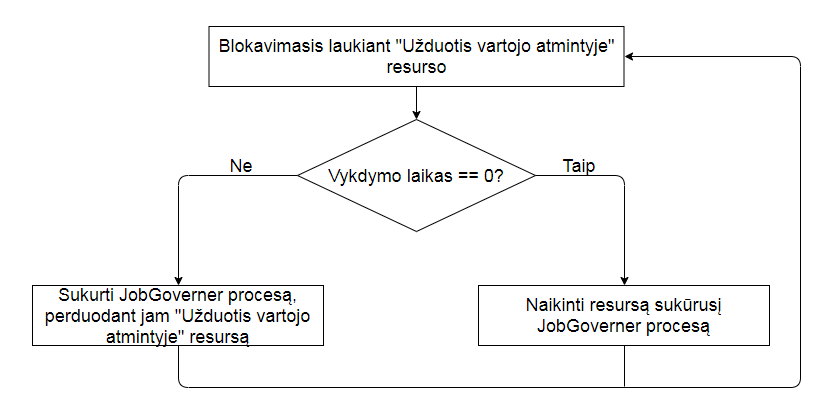 Blokavimasis laukiant "Užduotis vartojo atmintyje"
resurso
Vykdymo laikas == 0?
Ne
Taip
Sukurti JobGoverner procesą,
perduodant jam "Užduotis vartojo
atmintyje" resursą
Naikinti resursą sukūrusį
JobGoverner procesą